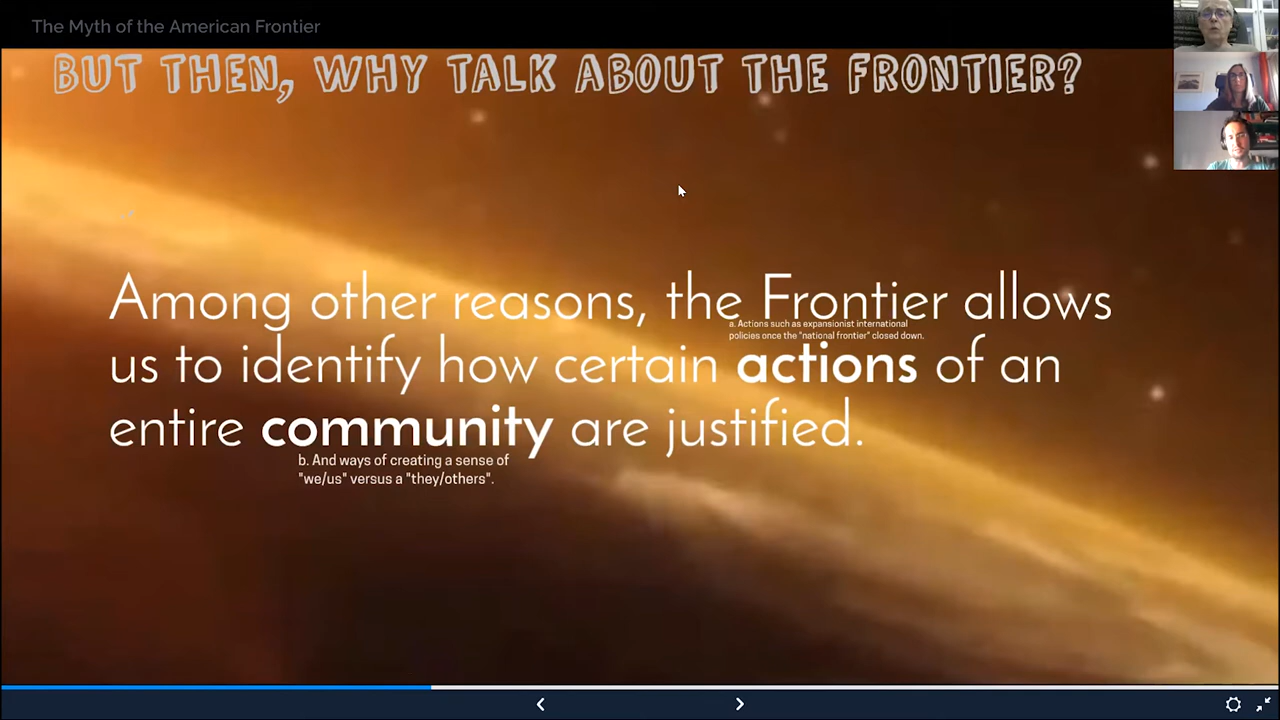 The Myth of the American Frontier
BUT THEN, WHY TALK ABOUT THE FRONTIER?
Among other reasons, the Frontier allows
a. Actions such as expansionist international
policies once the "national frontier" closed down.
us to identify how certain actions of an
entire community are justified.
b. And ways of creating a sense of
"we/us" versus a "they/others".